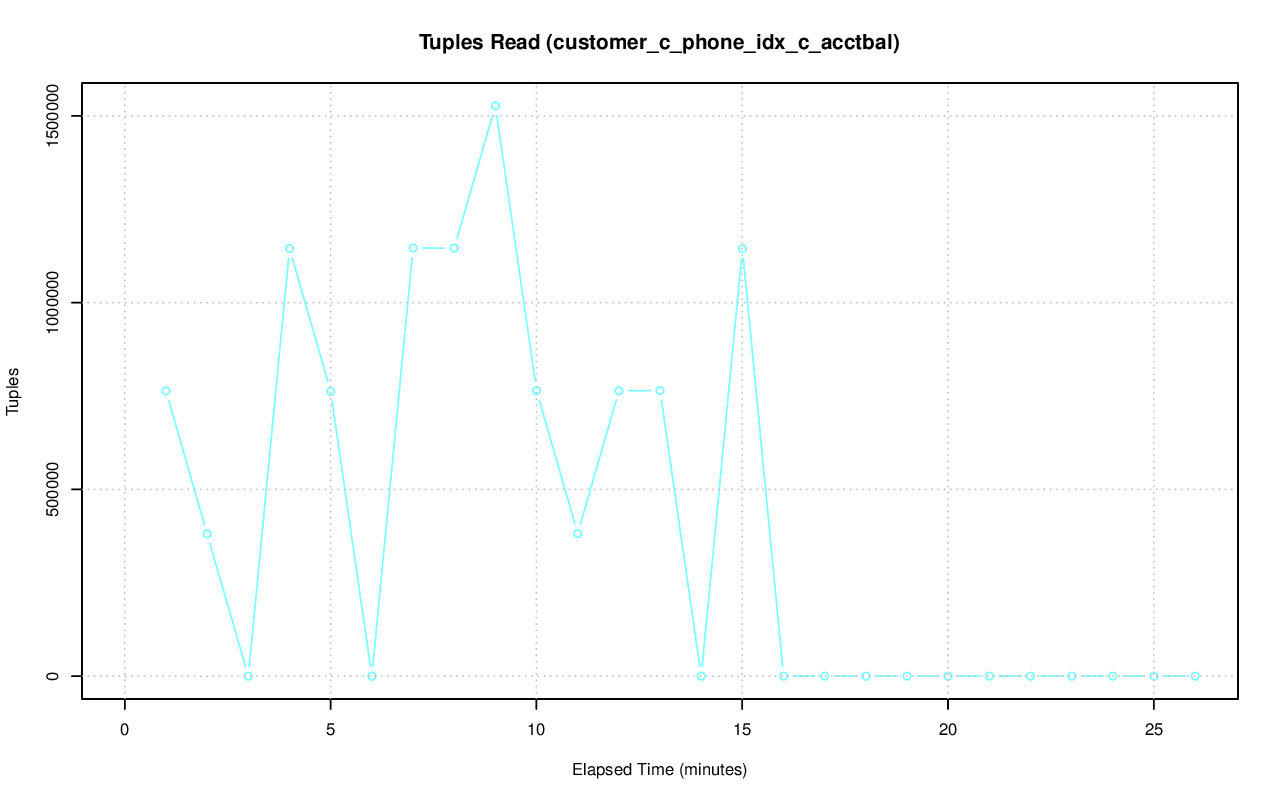 Tuples Read (customer_c_phone_idx_c_acctbal)
1500000
1000000
500000
0
Tuples
0 5 10 15 20 25
Elapsed Time (minutes)